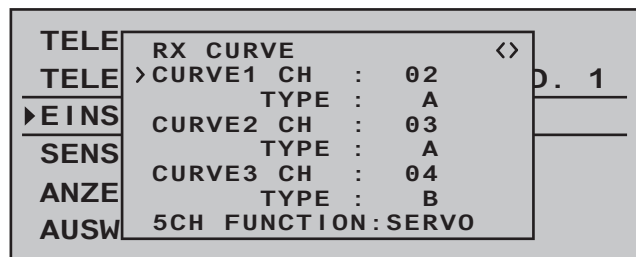 TELE
TELE D. 1
EINS
SENS
ANZE
AUSW
RX CURVE <>
>CURVE1 CH : 02
TYPE : A
CURVE2 CH : 03
TYPE : A
CURVE3 CH : 04
TYPE : B
5CH FUNCTION:SERVO